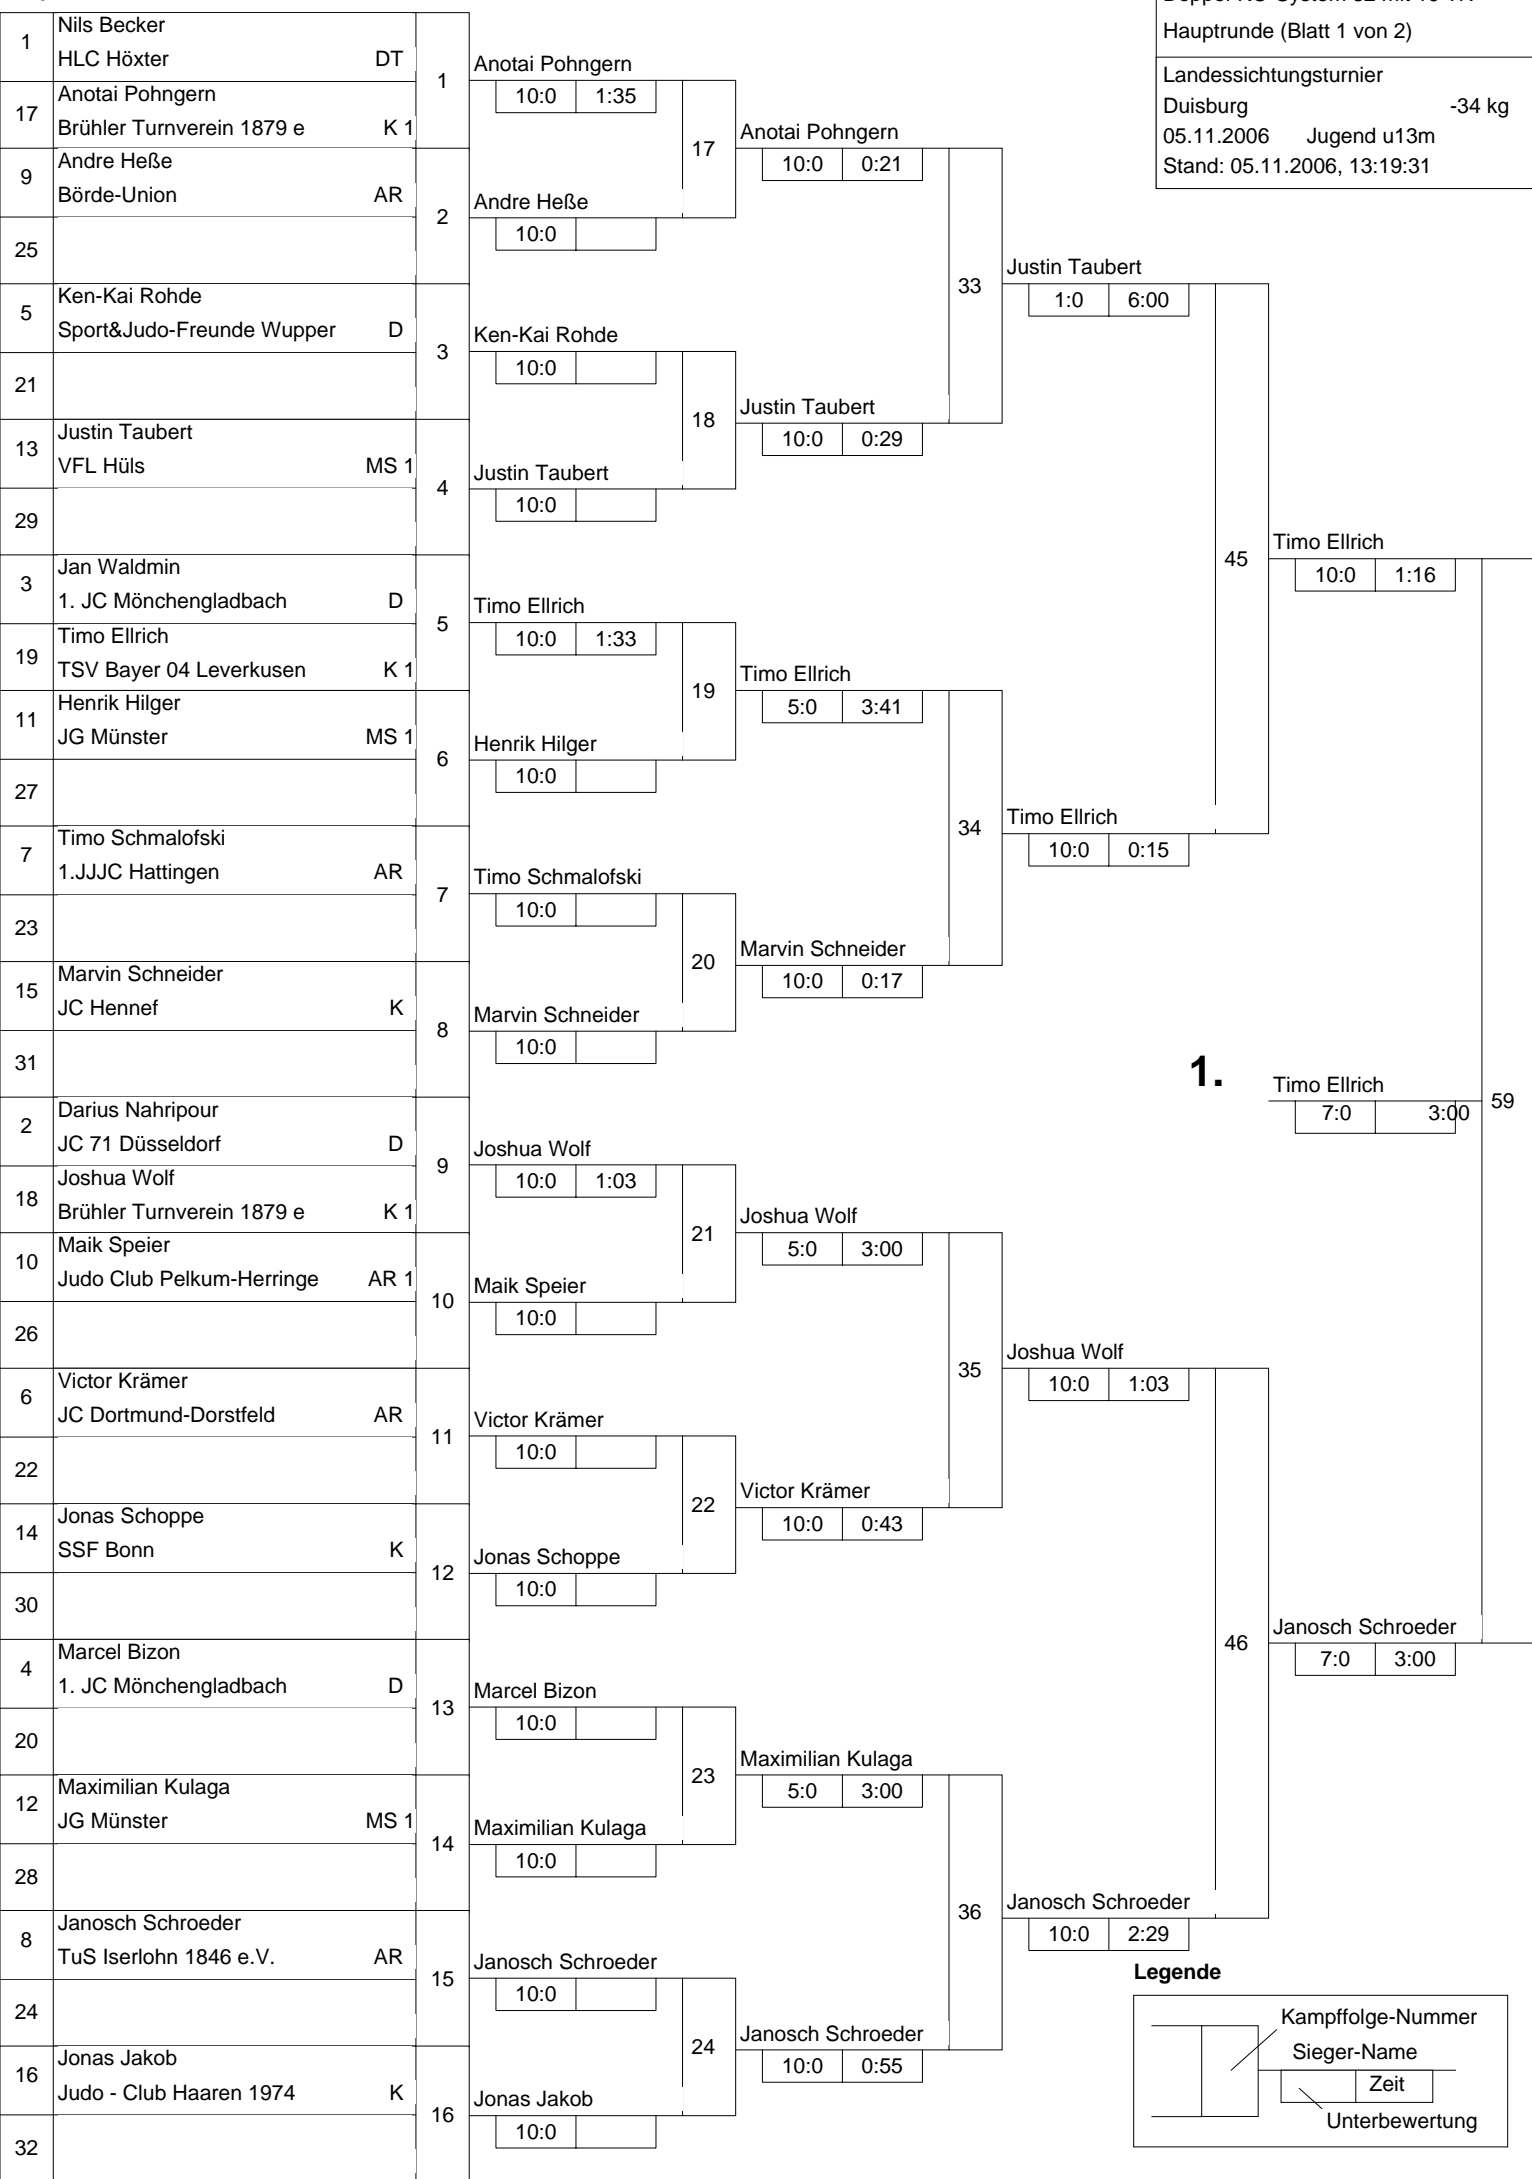 Hauptrunde (Blatt 1 von 2)
Landessichtungsturnier
Duisburg -34 kg
05.11.2006 Jugend u13m
Stand: 05.11.2006, 13:19:31
1 Nils Becker
HLC Höxter DT
17 Anotai Pohngern
Brühler Turnverein 1879 e K 1
9 Andre Heße
Börde-Union AR
25
5 Ken-Kai Rohde
Sport&Judo-Freunde Wupper D
21
13 Justin Taubert
VFL Hüls MS 1
29
3 Jan Waldmin
1. JC Mönchengladbach D
19 Timo Ellrich
TSV Bayer 04 Leverkusen K 1
11 Henrik Hilger
JG Münster MS 1
27
7 Timo Schmalofski
1.JJJC Hattingen AR
23
15 Marvin Schneider
JC Hennef K
31
2 Darius Nahripour
JC 71 Düsseldorf D
18 Joshua Wolf
Brühler Turnverein 1879 e K 1
10 Maik Speier
Judo Club Pelkum-Herringe AR 1
26
6 Victor Krämer
JC Dortmund-Dorstfeld AR
22
14 Jonas Schoppe
SSF Bonn K
30
4 Marcel Bizon
1. JC Mönchengladbach D
20
12 Maximilian Kulaga
JG Münster MS 1
28
8 Janosch Schroeder
TuS Iserlohn 1846 e.V. AR
24
16 Jonas Jakob
Judo - Club Haaren 1974 K
32
1 Anotai Pohngern
10:0 1:35
2 Andre Heße
10:0
3 Ken-Kai Rohde
10:0
4 Justin Taubert
10:0
5 Timo Ellrich
10:0 1:33
6 Henrik Hilger
10:0
7 Timo Schmalofski
10:0
8 Marvin Schneider
10:0
9 Joshua Wolf
10:0 1:03
10 Maik Speier
10:0
11 Victor Krämer
10:0
12 Jonas Schoppe
10:0
13 Marcel Bizon
10:0
14 Maximilian Kulaga
10:0
15 Janosch Schroeder
10:0
16 Jonas Jakob
10:0
17 Anotai Pohngern
10:0 0:21
18 Justin Taubert
10:0 0:29
19 Timo Ellrich
5:0 3:41
20 Marvin Schneider
10:0 0:17
21 Joshua Wolf
5:0 3:00
22 Victor Krämer
10:0 0:43
23 Maximilian Kulaga
5:0 3:00
24 Janosch Schroeder
10:0 0:55
33 Justin Taubert
1:0 6:00
34 Timo Ellrich
10:0 0:15
35 Joshua Wolf
10:0 1:03
36 Janosch Schroeder
10:0 2:29
45 Timo Ellrich
10:0 1:16
46 Janosch Schroeder
7:0 3:00
1. Timo Ellrich 59
7:0 3:00
Legende
Kampffolge-Nummer
Sieger-Name
Zeit
Unterbewertung